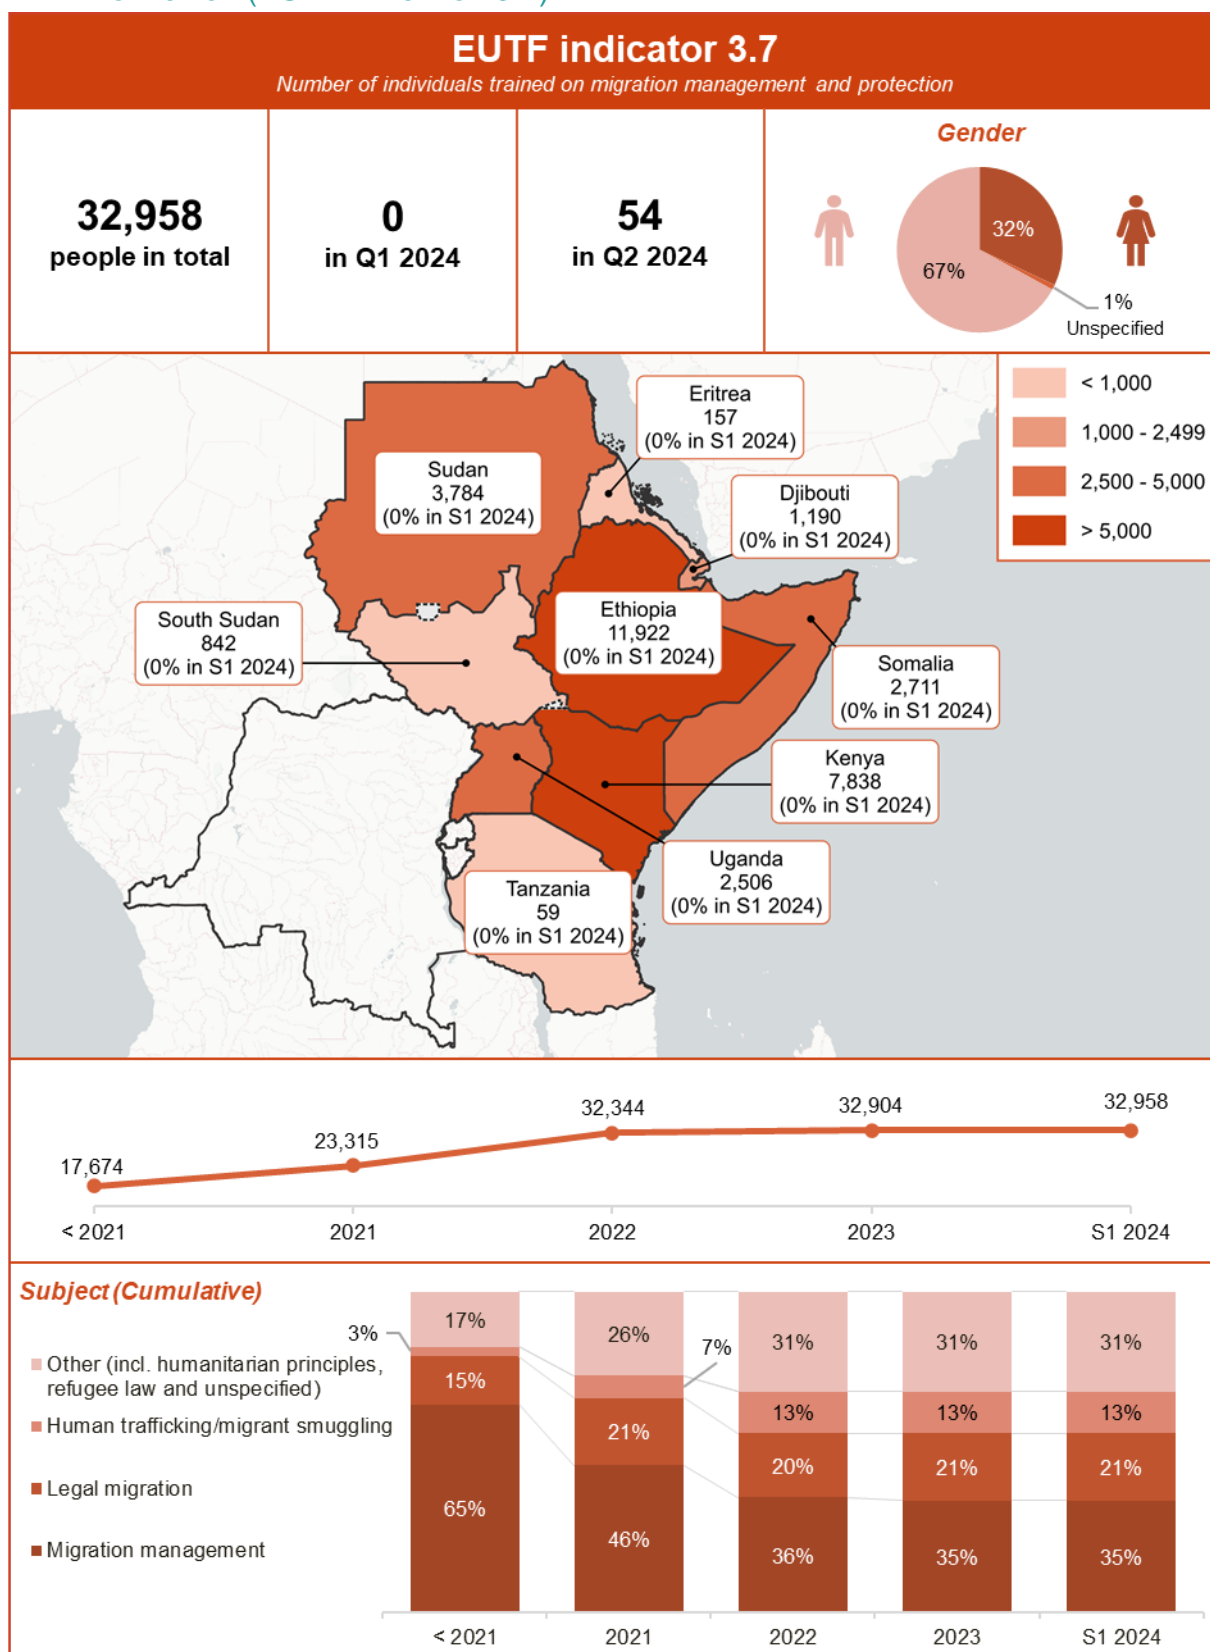 EUTF indicator 3.7
Number of individuals trained on migration management and protection
32,958
people in total
0
in Q1 2024
54
in Q2 2024
Gender
32%
67%
1%
Unspecified
< 1,000
1,000 - 2,499
2,500 - 5,000
> 5,000
Eritrea
157
(0% in S1 2024)
Sudan
3,784
(0% in S1 2024)
Djibouti
1,190
(0% in S1 2024)
South Sudan
842
(0% in S1 2024)
Ethiopia
11,922
(0% in S1 2024)
Somalia
2,711
(0% in S1 2024)
Kenya
7,838
(0% in S1 2024)
Uganda
2,506
(0% in S1 2024)
Tanzania
59
(0% in S1 2024)
17,674
23,315
32,344
32,904
32,958
< 2021
2021
2022
2023
S1 2024
Subject (Cumulative)
Other (incl. humanitarian principles,
refugee law and unspecified)
Human trafficking/migrant smuggling
Legal migration
Migration management
17%
3%
15%
65%
26%
7%
21%
46%
31%
13%
20%
36%
31%
13%
21%
35%
31%
13%
21%
35%
< 2021
2021
2022
2023
S1 2024